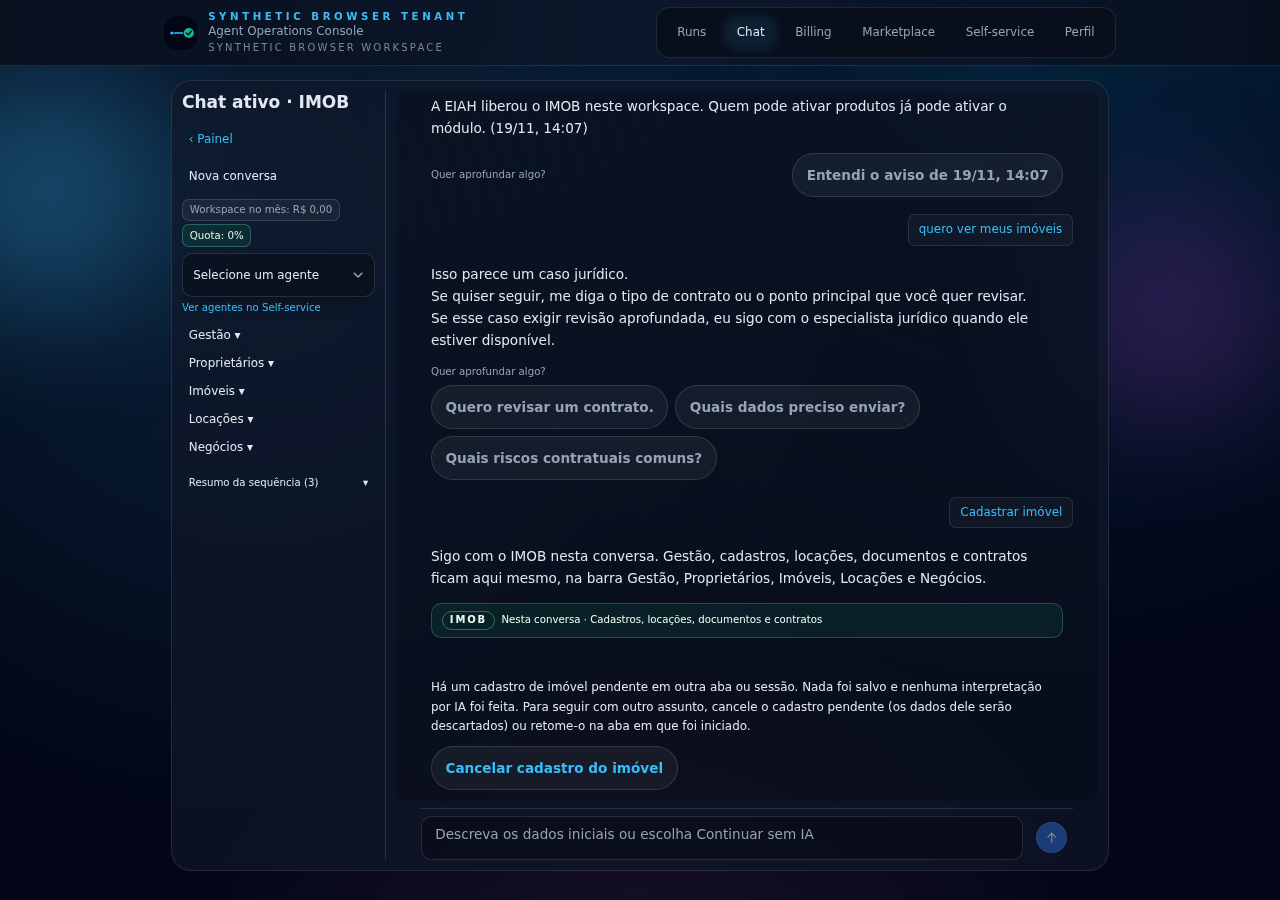 SYNTHETIC BROWSER TENANT
Agent Operations Console
SYNTHETIC BROWSER WORKSPACE
Runs
Chat
Billing
Marketplace
Self-service
Perfil
Chat ativo · IMOB
‹ Painel
Nova conversa
Workspace no mês: R$ 0,00
Quota: 0%
Selecione um agente
Ver agentes no Self-service
Gestão ▾
Proprietários ▾
Imóveis ▾
Locações ▾
Negócios ▾
Resumo da sequência (3) ▾
A EIAH liberou o IMOB neste workspace. Quem pode ativar produtos já pode ativar o
módulo. (19/11, 14:07)
Quer aprofundar algo?
Entendi o aviso de 19/11, 14:07
quero ver meus imóveis
Isso parece um caso jurídico.
Se quiser seguir, me diga o tipo de contrato ou o ponto principal que você quer revisar.
Se esse caso exigir revisão aprofundada, eu sigo com o especialista jurídico quando ele
estiver disponível.
Quer aprofundar algo?
Quero revisar um contrato.
Quais dados preciso enviar?
Quais riscos contratuais comuns?
Cadastrar imóvel
Sigo com o IMOB nesta conversa. Gestão, cadastros, locações, documentos e contratos
ficam aqui mesmo, na barra Gestão, Proprietários, Imóveis, Locações e Negócios.
IMOB Nesta conversa · Cadastros, locações, documentos e contratos
Há um cadastro de imóvel pendente em outra aba ou sessão. Nada foi salvo e nenhuma interpretação
por IA foi feita. Para seguir com outro assunto, cancele o cadastro pendente (os dados dele serão
descartados) ou retome-o na aba em que foi iniciado.
Cancelar cadastro do imóvel
Descreva os dados iniciais ou escolha Continuar sem IA